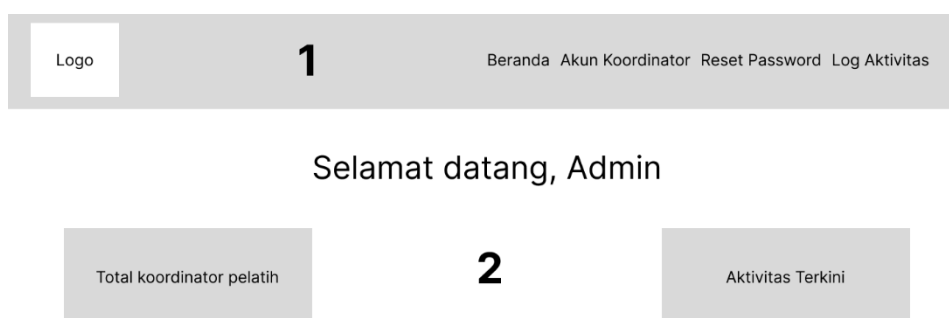 Logo 1 Beranda Akun Koordinator Reset Password Log Aktivitas
Selamat datang, Admin
Total koordinator pelatih 2 Aktivitas Terkini